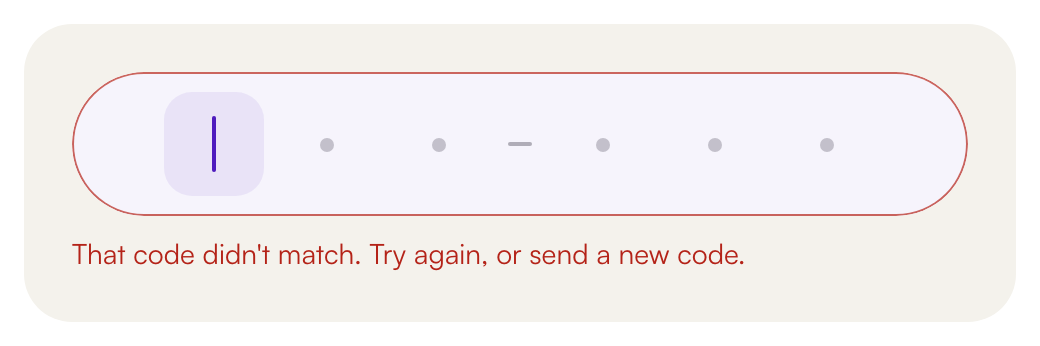 That code didn't match. Try again, or send a new code.